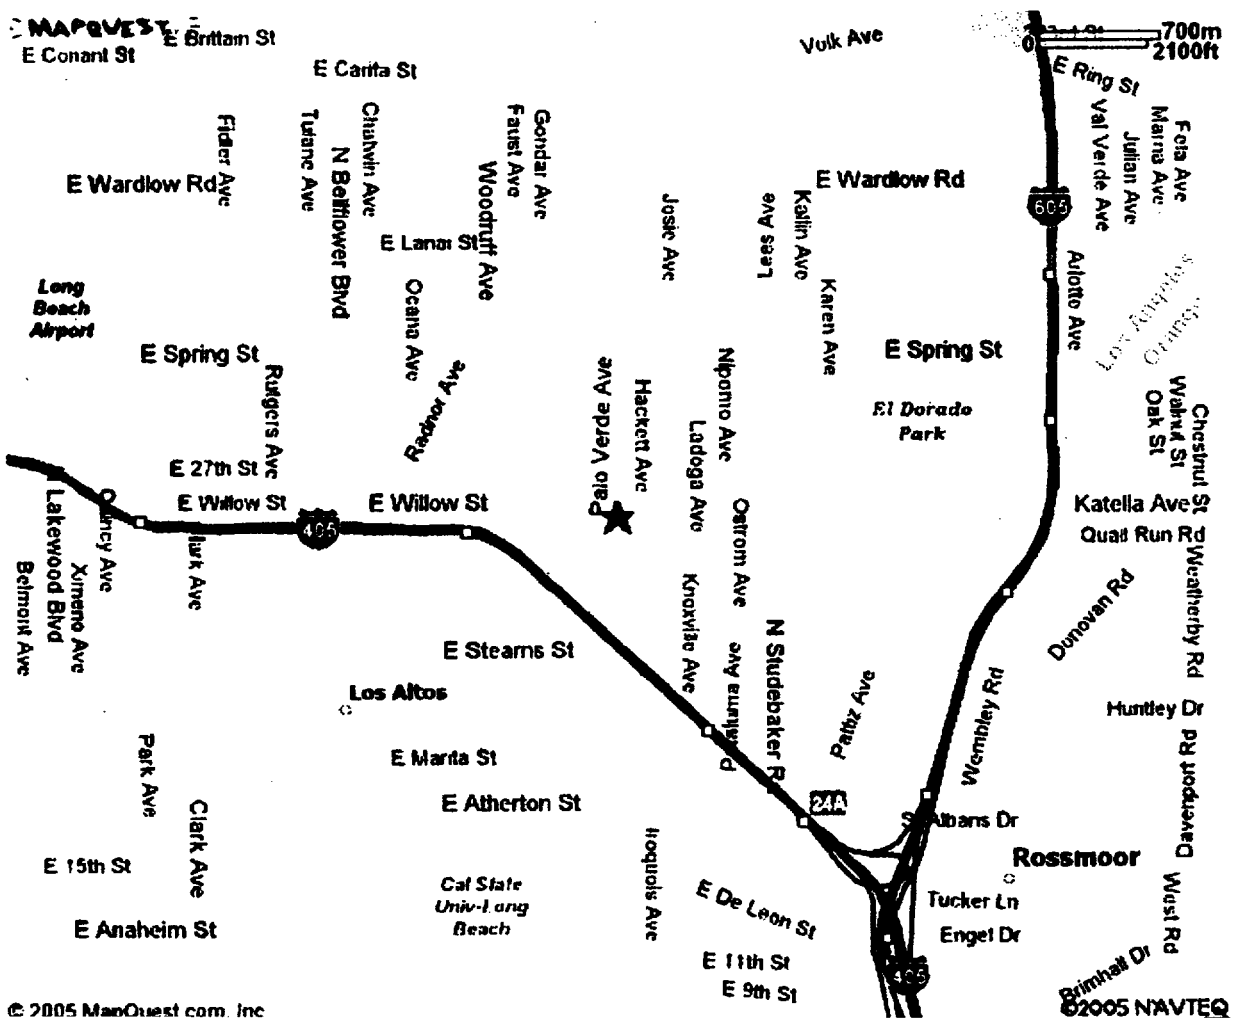 MAPQUEST
E Brittain St
E Conant St
E Carita St
Volk Ave
700m
0
2100ft
E Ring St
Fidler Ave
Tulane Ave
N Bellflower Blvd
Chatwin Ave
Woodruff Ave
Faust Ave
Gondar Ave
Val Verde Ave
Julian Ave
Marna Ave
Fela Ave
E Wardlow Rd
E Wardlow Rd
605
E Lanai St
Josie Ave
Lees Ave
Kallin Ave
Karen Ave
Arlotte Ave
Los Angeles
Orange
Long
Beach
Airport
Ocana Ave
E Spring St
E Spring St
Rutgers Ave
Radnor Ave
Palo Verde Ave
Hackett Ave
Nipomo Ave
Ladoga Ave
El Dorado
Park
Oak St
Walnut St
Chestnut St
E 27th St
E Willow St
E Willow St
Katella Ave
Quail Run Rd
405
Lakewood Blvd
Ximeno Ave
Belmont Ave
Ostrom Ave
Knoxville Ave
Weatherby Rd
Donovan Rd
E Stearns St
N Studebaker R
Los Altos
Huntley Dr
Wembley Rd
Davenport Rd
Park Ave
E Marita St
24A
E Atherton St
Clark Ave
Albans Dr
Iroquois Ave
Rossmoor
E 15th St
Cal State
Univ-Long
Beach
E De Leon St
Tucker Ln
West Rd
E Anaheim St
Engel Dr
E 11th St
405
Brimhall Dr
E 9th St
© 2005 MapQuest.com, Inc
©2005 NAVTEQ